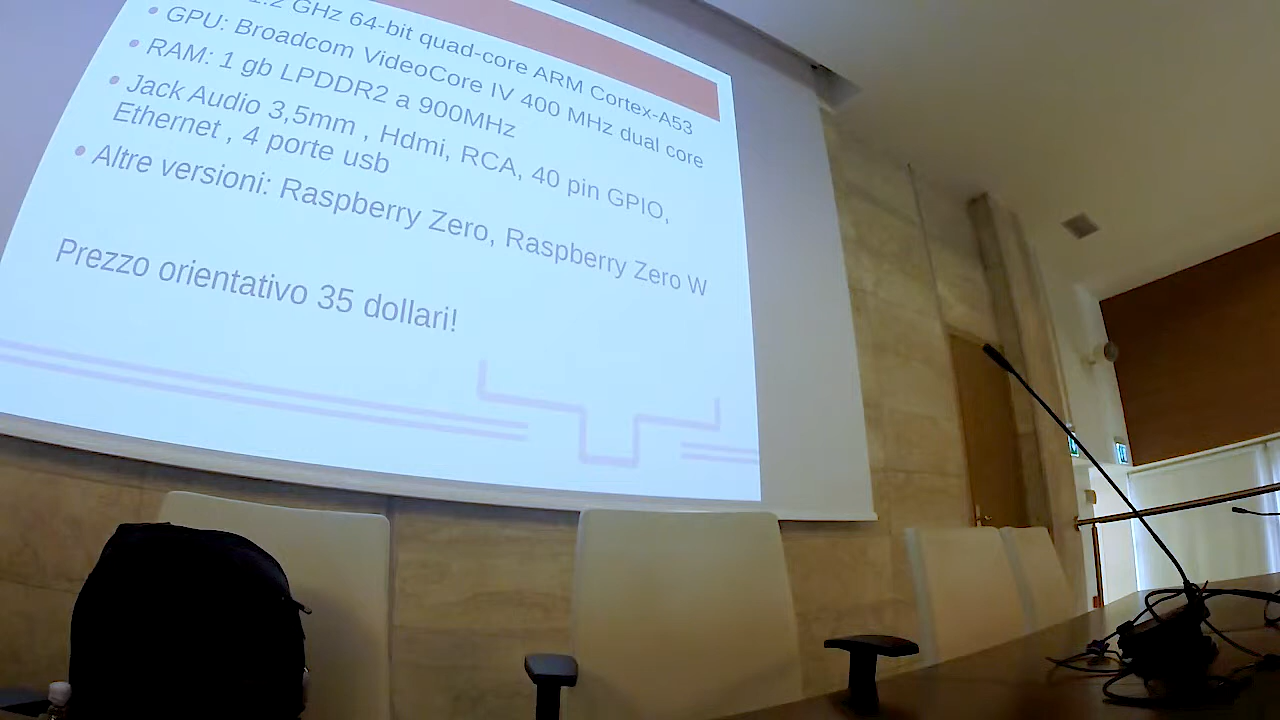 1.2 GHz 64-bit quad-core ARM Cortex-A53
GPU: Broadcom VideoCore IV 400 MHz dual core
RAM: 1 gb LPDDR2 a 900MHz
Jack Audio 3,5mm , Hdmi, RCA, 40 pin GPIO,
Ethernet , 4 porte usb
Altre versioni: Raspberry Zero, Raspberry Zero W
Prezzo orientativo 35 dollari!